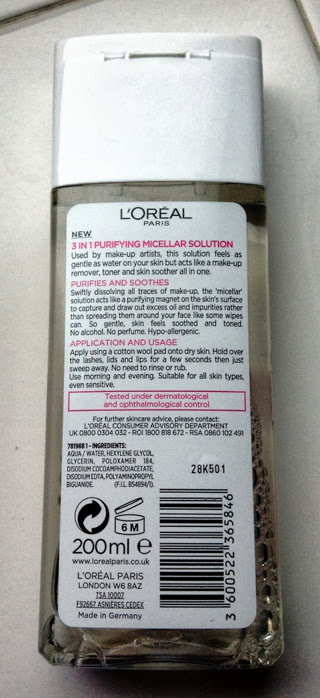 L'ORÉAL
PARIS
NEW
3 IN 1 PURIFYING MICELLAR SOLUTION
Used by make-up artists, this solution feels as
gentle as water on your skin but acts like a make-up
remover, toner and skin soother all in one.
PURIFIES AND SOOTHES
Swiftly dissolving all traces of make-up, the 'micellar'
solution acts like a purifying magnet on the skin's surface
to capture and draw out excess oil and impurities rather
than spreading them around your face like some wipes
can. So gentle, skin feels soothed and toned.
No alcohol. No perfume. Hypo-allergenic.
APPLICATION AND USAGE
Apply using a cotton wool pad onto dry skin. Hold over
the lashes, lids and lips for a few seconds then just
sweep away. No need to rinse or rub.
Use morning and evening. Suitable for all skin types,
even sensitive.
Tested under dermatological
and ophthalmological control
For further skincare advice, please contact:
L'ORÉAL CONSUMER ADVISORY DEPARTMENT
UK 0800 0304 032 - ROI 1800 818 672 - RSA 0860 102 491
781988 1 - INGREDIENTS:
AQUA / WATER, HEXYLENE GLYCOL,
GLYCERIN, POLOXAMER 184,
DISODIUM COCOAMPHODIACETATE,
DISODIUM EDTA, POLYAMINOPROPYL
BIGUANIDE. (F.I.L. B54894/1).
28K501
6 M
200ml e
www.lorealparis.co.uk
L'ORÉAL PARIS
LONDON W6 8AZ
TSA 10007
F92667 ASNIÈRES CEDEX
Made in Germany
3 600522 365846